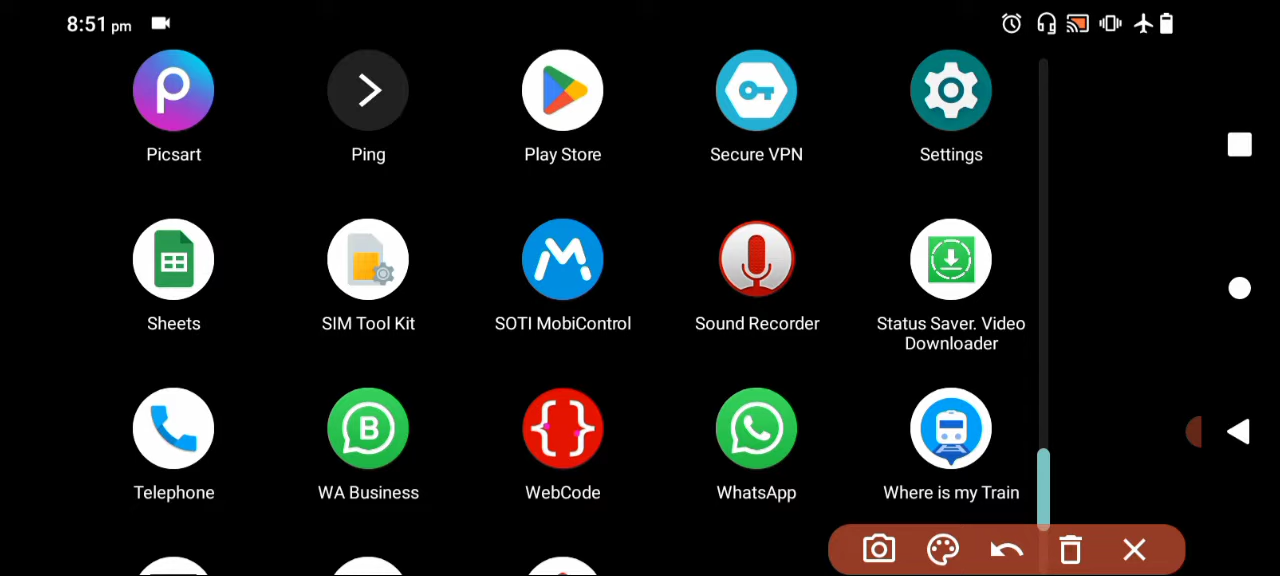 8:51 pm
Picsart
Ping
Play Store
Secure VPN
Settings
Sheets
SIM Tool Kit
SOTI MobiControl
Sound Recorder
Status Saver. Video
Downloader
B
Telephone
WA Business
WebCode
WhatsApp
Where is my Train